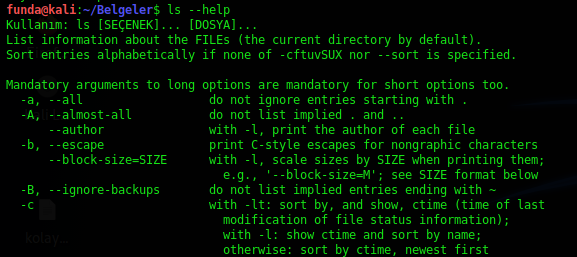 funda@kali:~/Belgeler$ ls --help
Kullanım: ls [SEÇENEK]... [DOSYA]...
List information about the FILEs (the current directory by default).
Sort entries alphabetically if none of -cftuvSUX nor --sort is specified.
Mandatory arguments to long options are mandatory for short options too.
-a, --all do not ignore entries starting with .
-A, --almost-all do not list implied . and ..
--author with -l, print the author of each file
-b, --escape print C-style escapes for nongraphic characters
--block-size=SIZE with -l, scale sizes by SIZE when printing them;
e.g., '--block-size=M'; see SIZE format below
-B, --ignore-backups do not list implied entries ending with ~
-c with -lt: sort by, and show, ctime (time of last
modification of file status information);
with -l: show ctime and sort by name;
otherwise: sort by ctime, newest first
kolay...